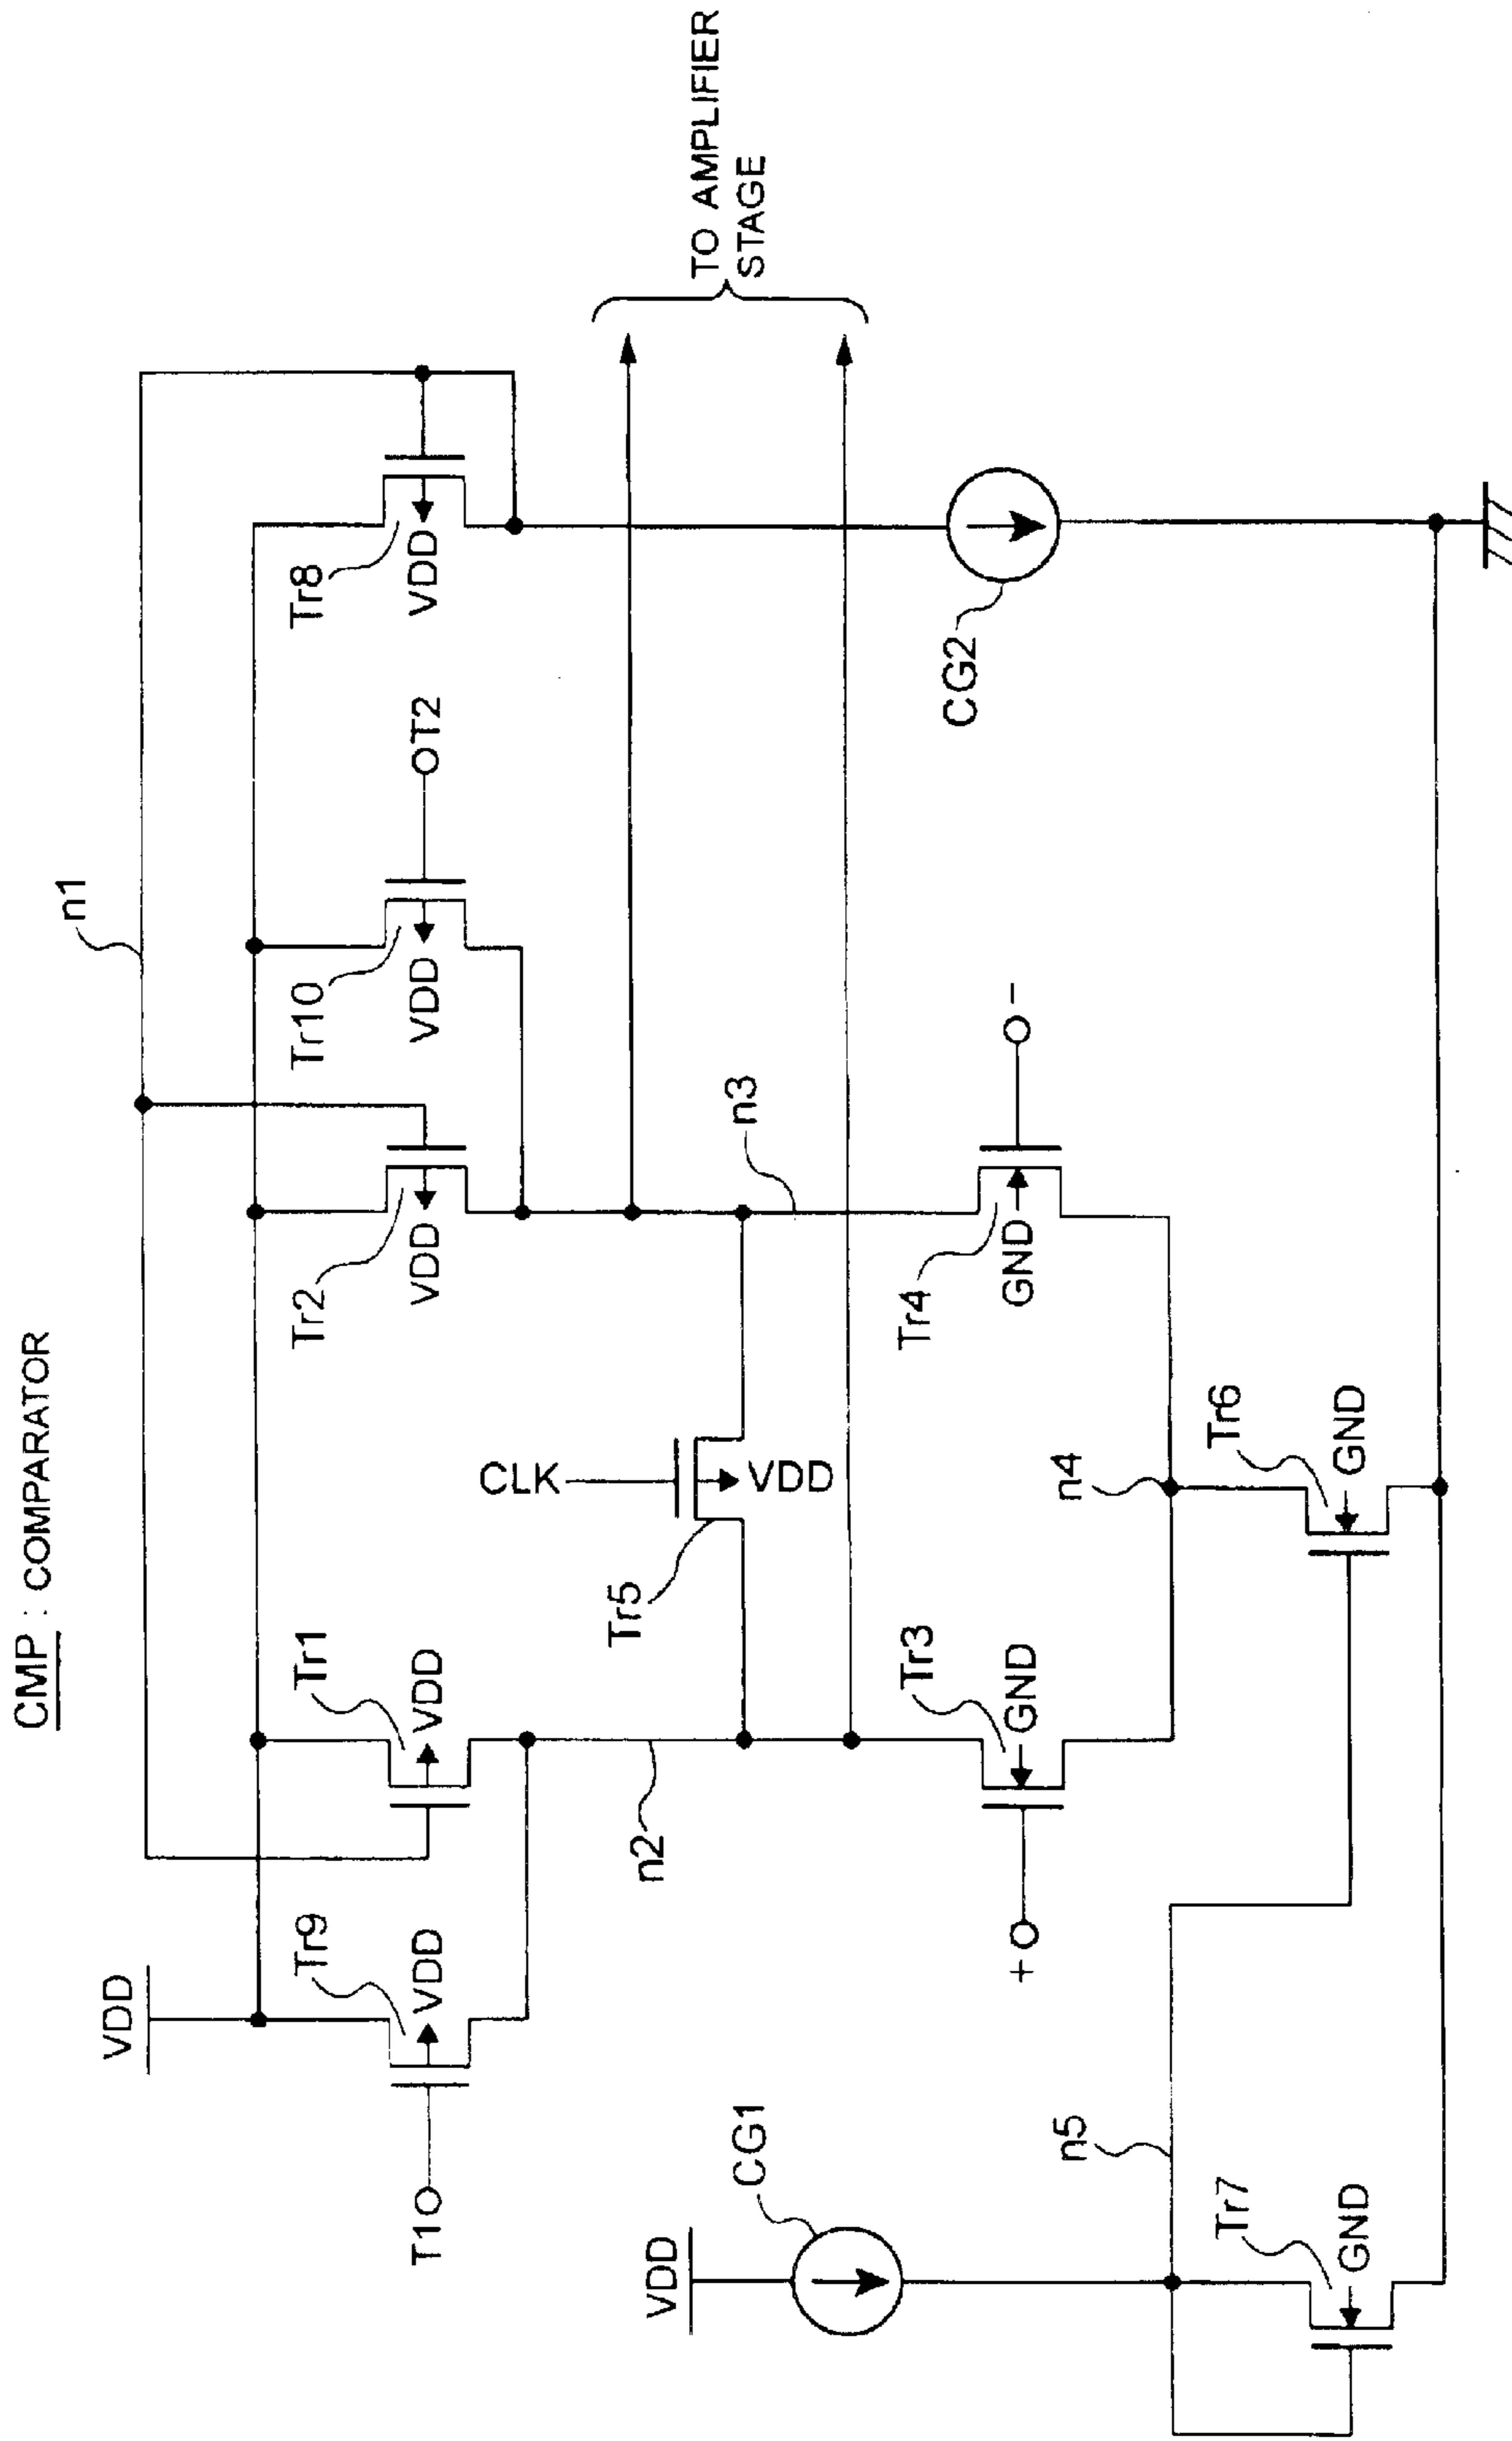 CMP : COMPARATOR
n1
VDD
Tr9
VDD
T1
Tr1
VDD
Tr2
VDD
Tr10
VDD
T2
Tr8
VDD
TO AMPLIFIER
STAGE
n2
Tr5
CLK
VDD
n3
VDD
CG1
+
Tr3
GND
Tr4
GND
-
CG2
n5
n4
Tr7
GND
Tr6
GND